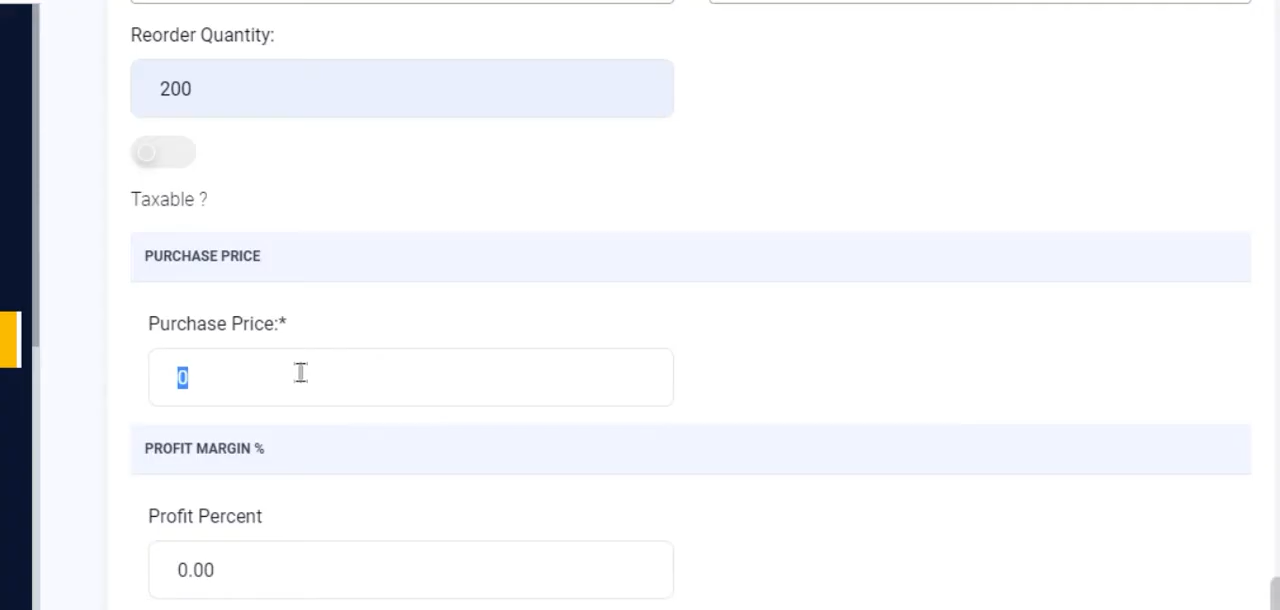 Reorder Quantity:
200
Taxable ?
PURCHASE PRICE
Purchase Price:*
0
PROFIT MARGIN %
Profit Percent
0.00